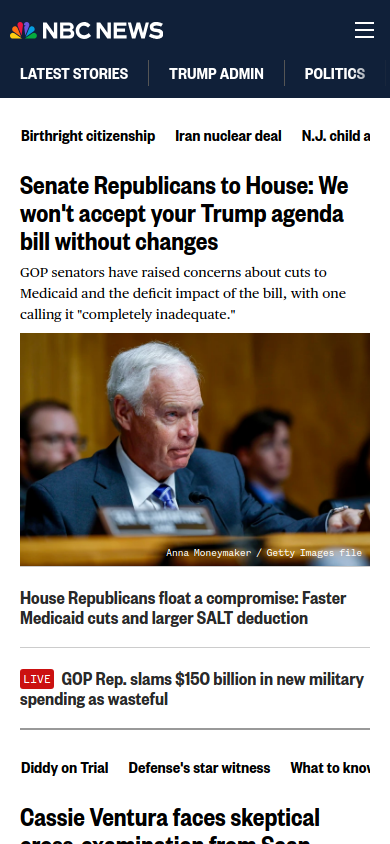 NBC NEWS
LATEST STORIES TRUMP ADMIN POLITICS
Birthright citizenship Iran nuclear deal N.J. child a
Senate Republicans to House: We
won't accept your Trump agenda
bill without changes
GOP senators have raised concerns about cuts to
Medicaid and the deficit impact of the bill, with one
calling it "completely inadequate."
Anna Moneymaker / Getty Images file
House Republicans float a compromise: Faster
Medicaid cuts and larger SALT deduction
LIVE GOP Rep. slams $150 billion in new military
spending as wasteful
Diddy on Trial Defense's star witness What to know
Cassie Ventura faces skeptical
cross-examination from Sean